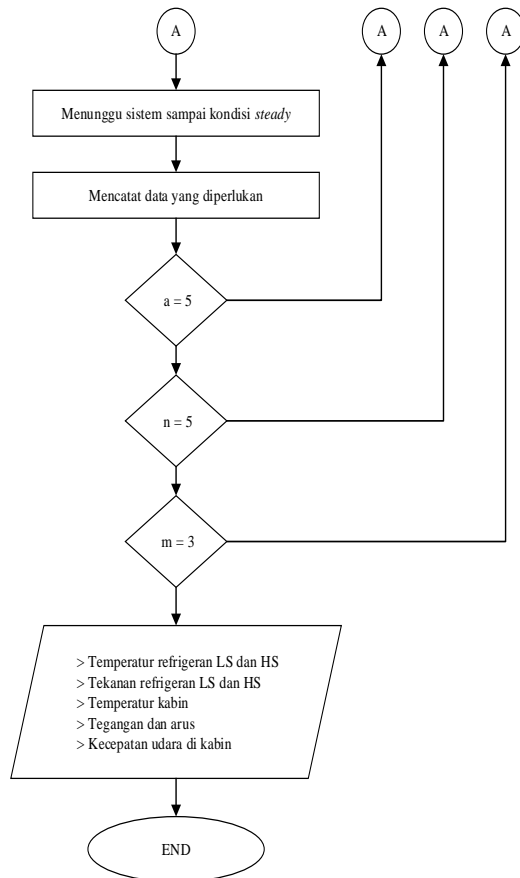 A A A A
Menunggu sistem sampai kondisi steady
Mencatat data yang diperlukan
a = 5
n = 5
m = 3
> Temperatur refrigeran LS dan HS
> Tekanan refrigeran LS dan HS
> Temperatur kabin
> Tegangan dan arus
> Kecepatan udara di kabin
END